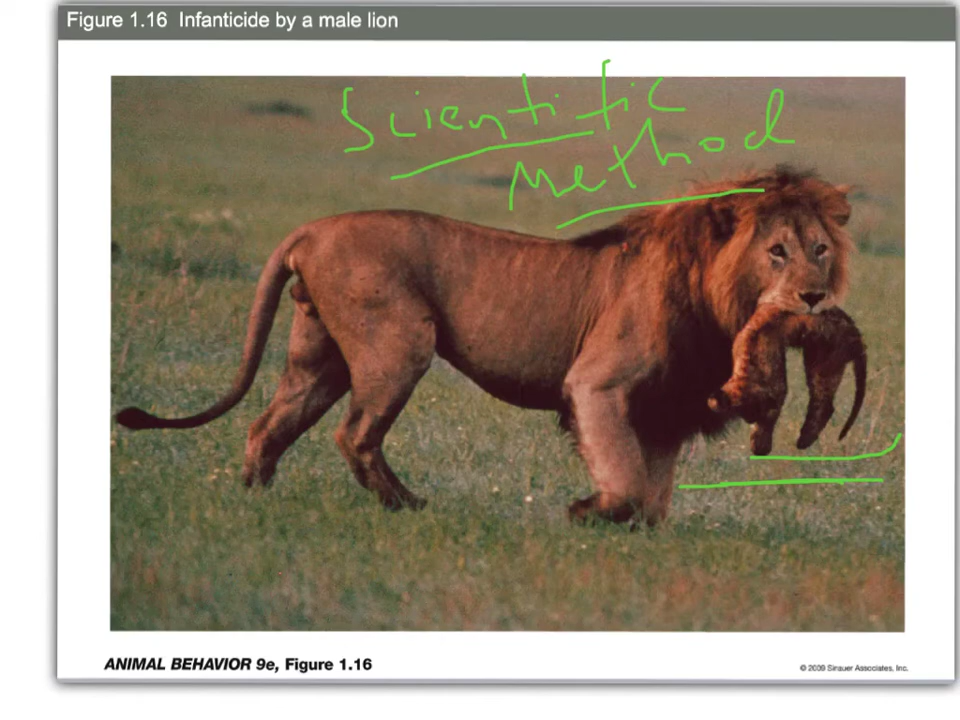 Figure 1.16 Infanticide by a male lion
Scientific
Method
ANIMAL BEHAVIOR 9e, Figure 1.16
© 2009 Sinauer Associates, Inc.